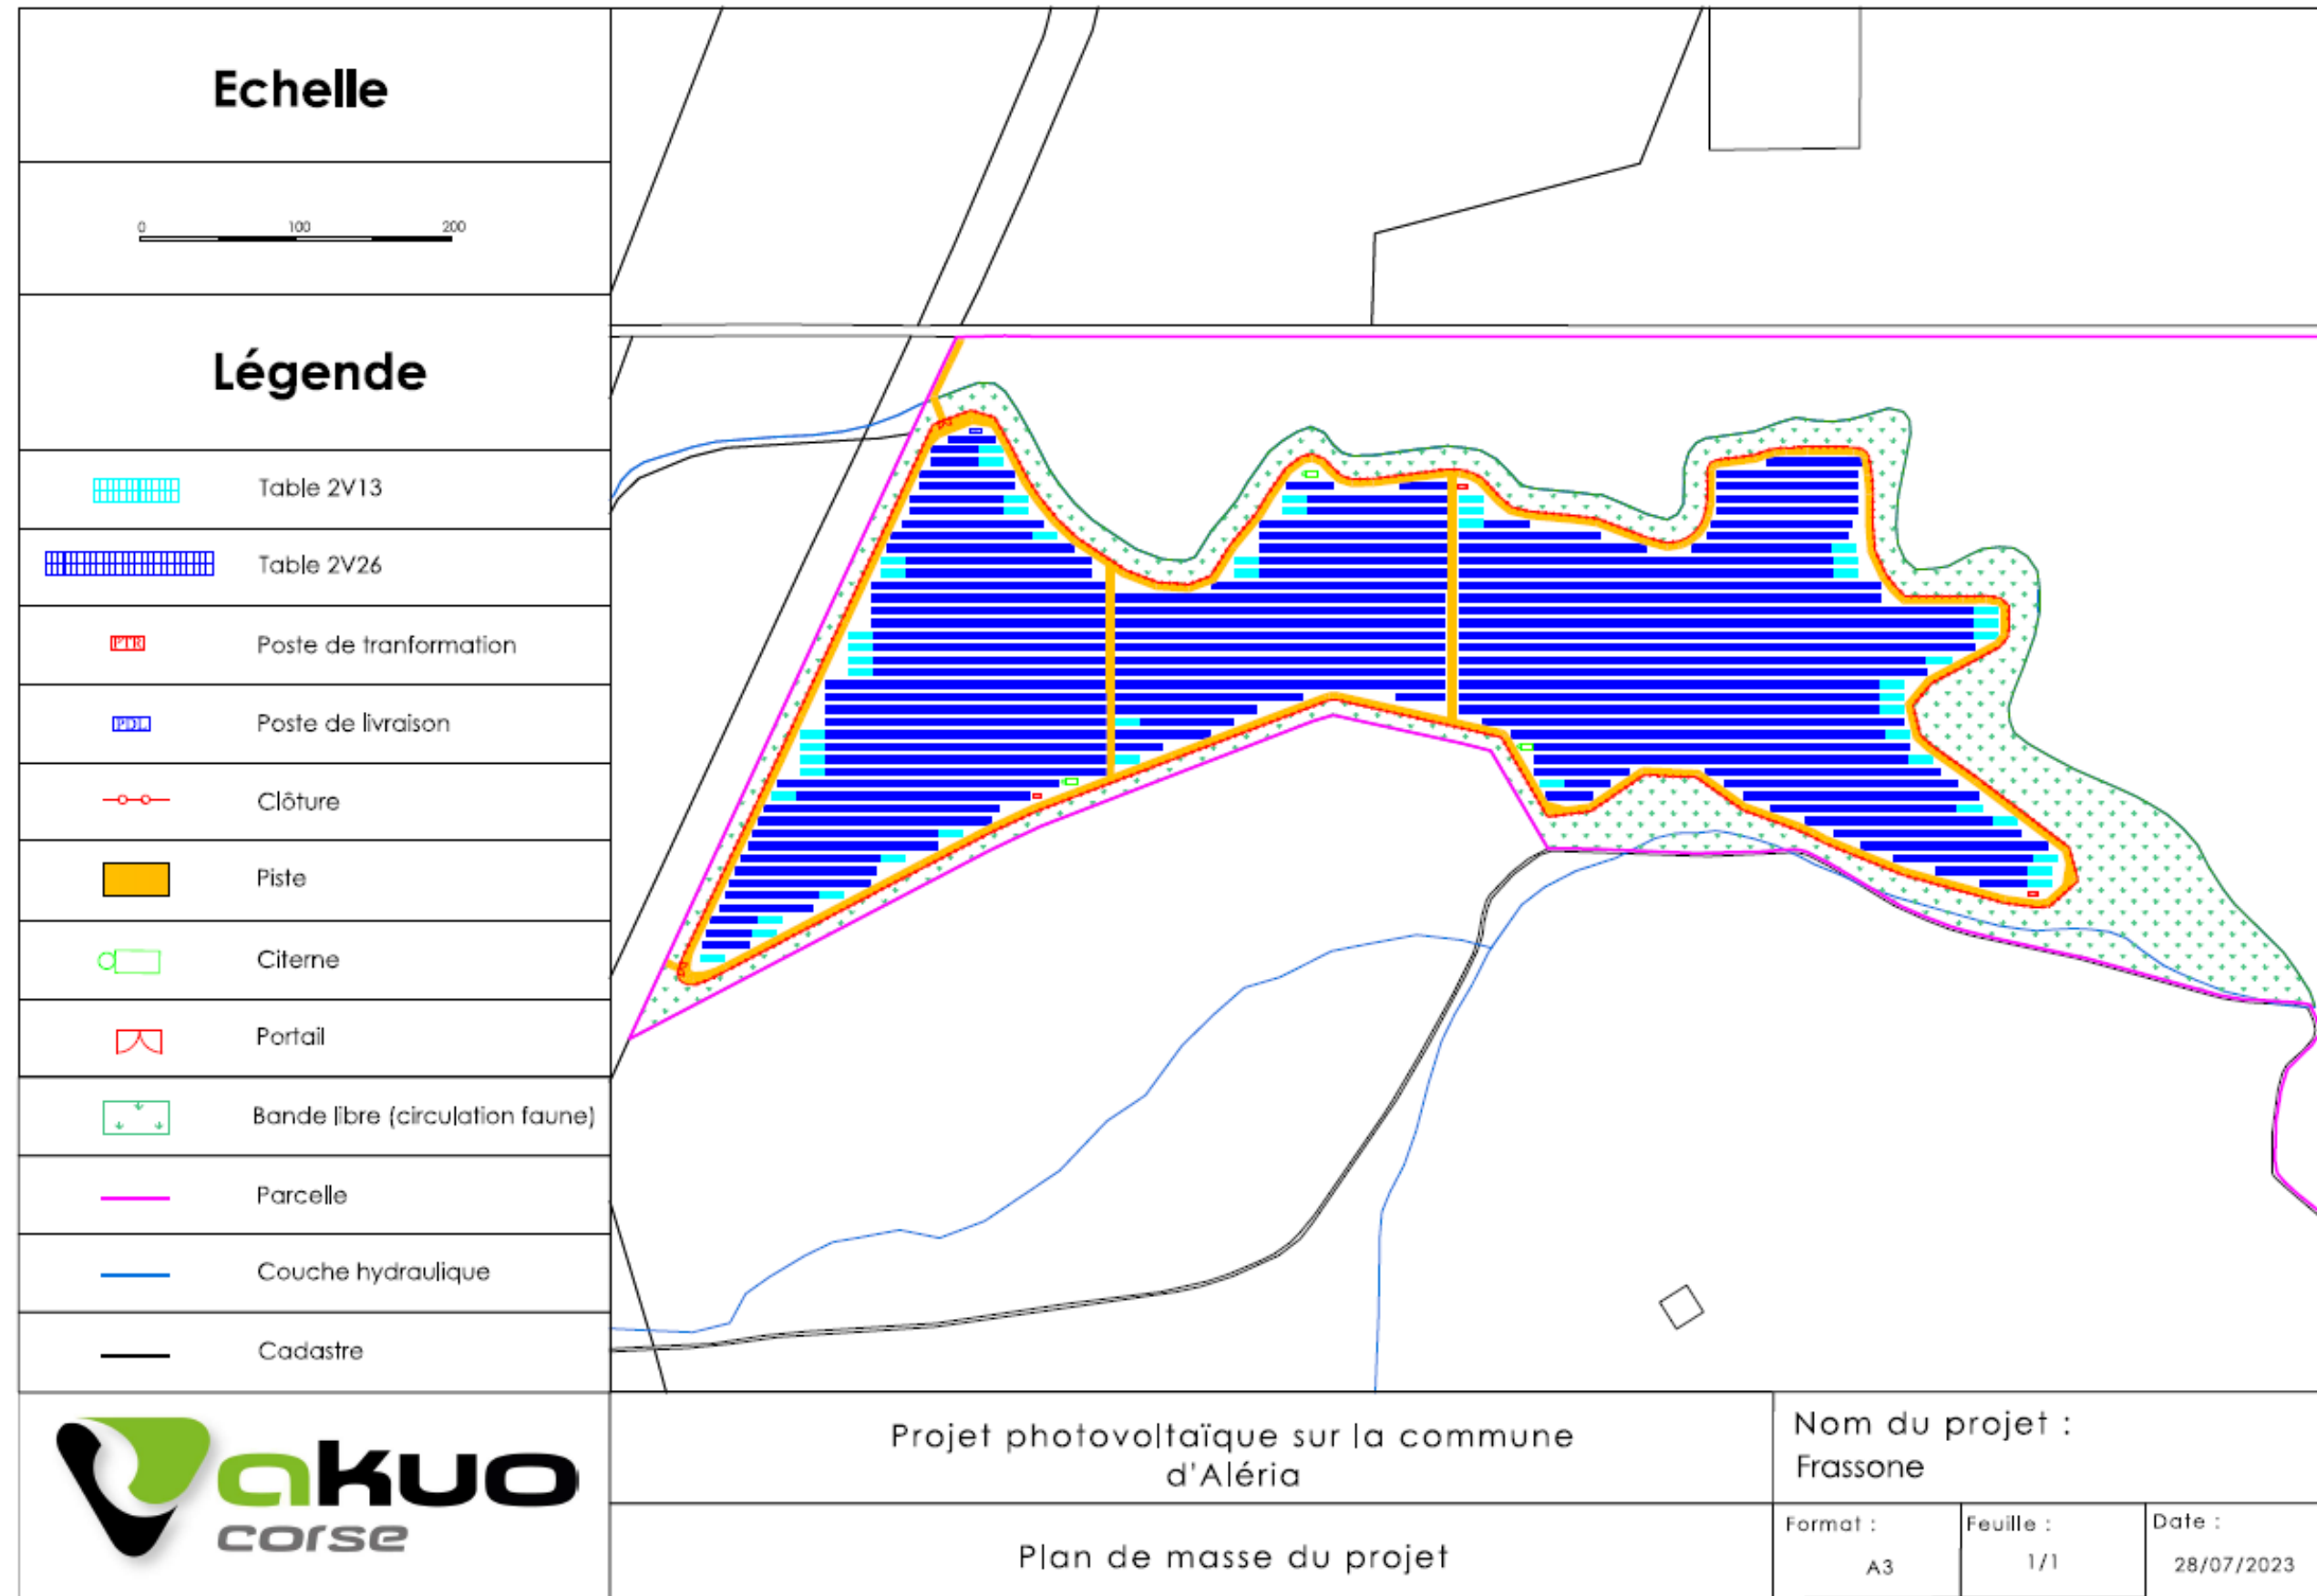 Echelle
0 100 200
Légende
Table 2V13
Table 2V26
PTR
Poste de tranformation
PDL
Poste de livraison
Clôture
Piste
Citerne
Portail
Bande libre (circulation faune)
Parcelle
Couche hydraulique
Cadastre
akuo
corse
Projet photovoltaïque sur la commune
d'Aléria
Plan de masse du projet
Nom du projet :
Frassone
Format :
A3
Feuille :
1/1
Date :
28/07/2023